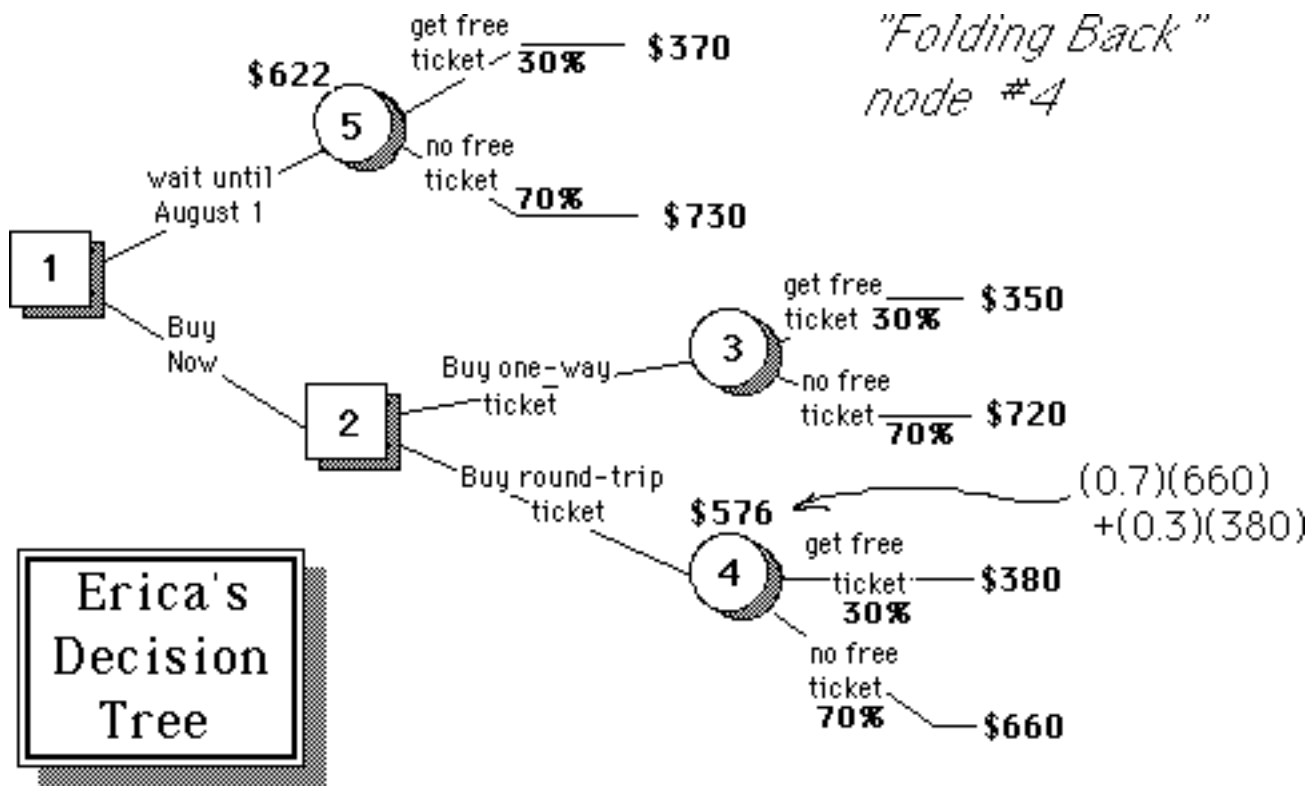 "Folding Back"
node #4
$622
5
get free
ticket
30%
$370
no free
ticket
70%
$730
wait until
August 1
1
Buy
Now
2
Buy one-way
ticket
3
get free
ticket 30%
$350
no free
ticket
70%
$720
Buy round-trip
ticket
$576
(0.7)(660)
+(0.3)(380)
4
get free
ticket
30%
$380
no free
ticket
70%
$660
Erica's
Decision
Tree